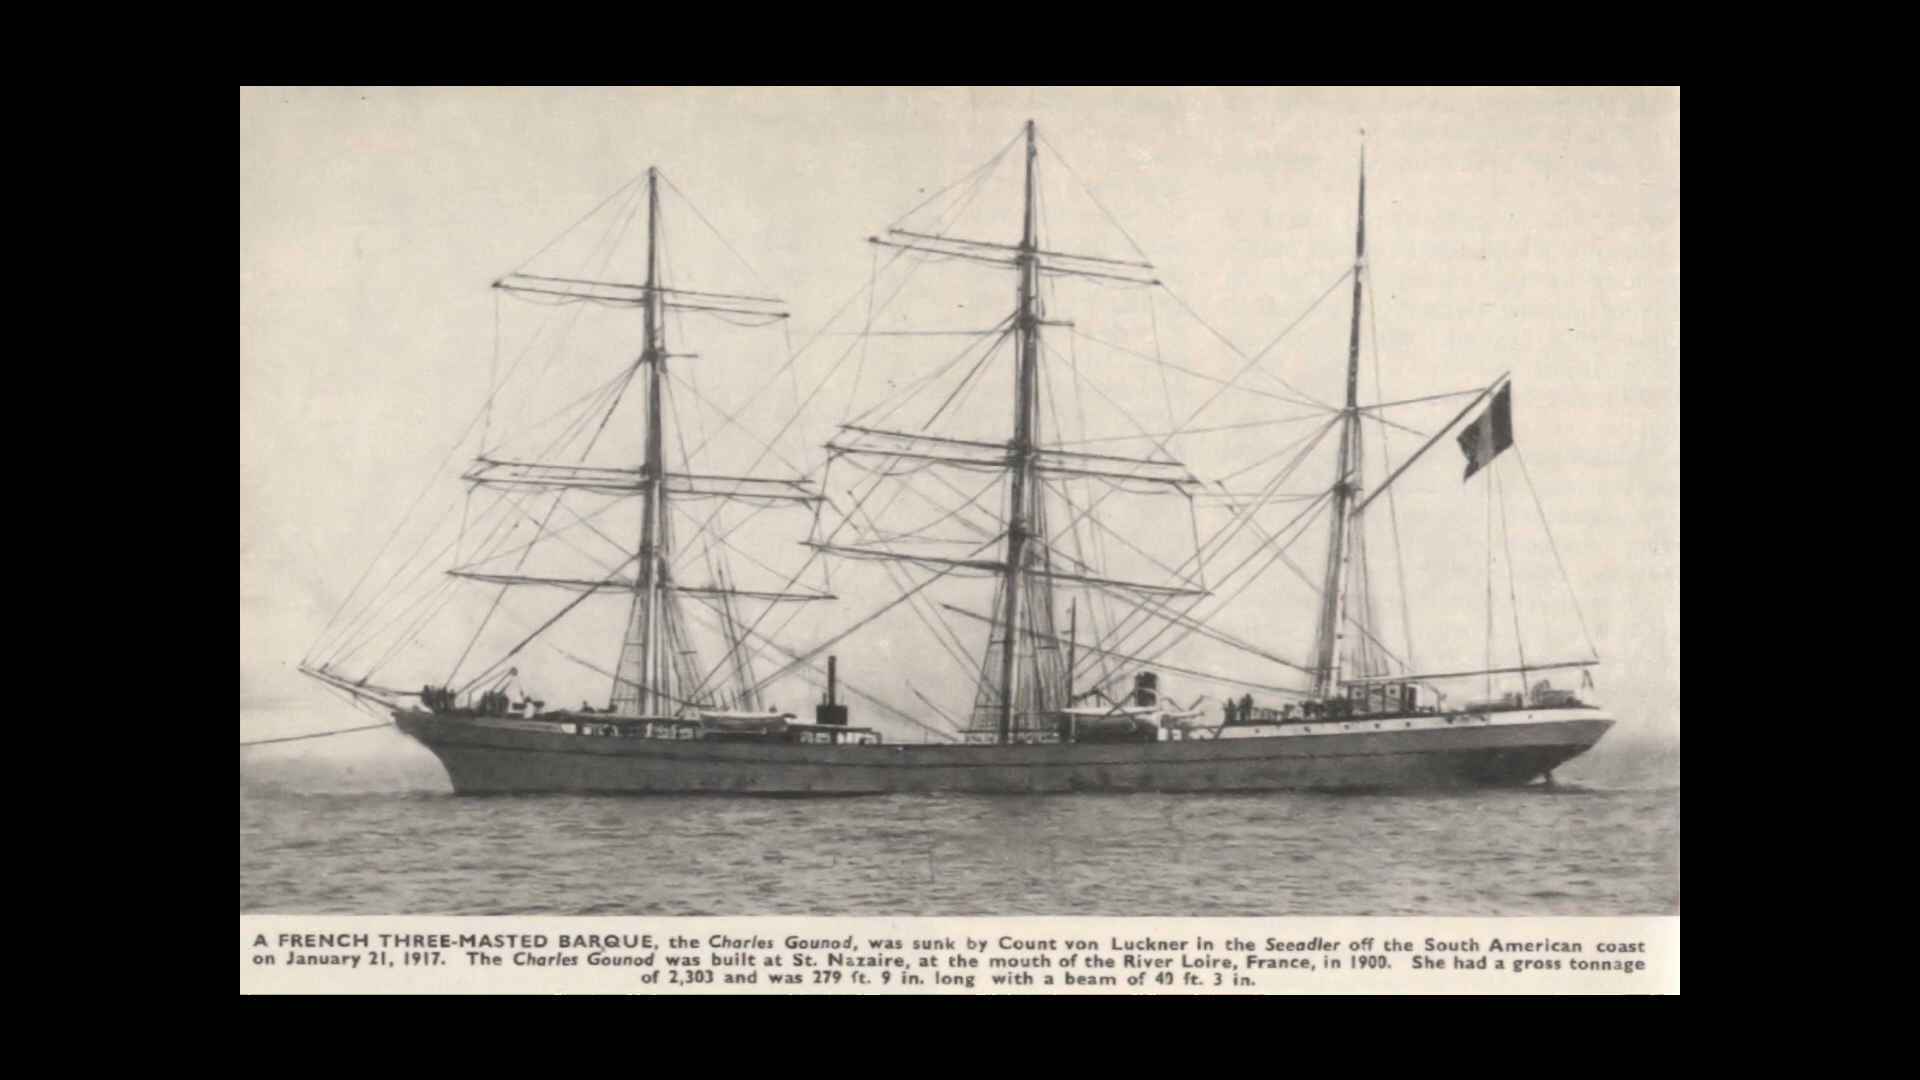 A FRENCH THREE-MASTED BARQUE, the Charles Gounod, was sunk by Count von Luckner in the Seeadler off the South American coast
on January 21, 1917. The Charles Gounod was built at St. Nazaire, at the mouth of the River Loire, France, in 1900. She had a gross tonnage
of 2,303 and was 279 ft. 9 in. long with a beam of 40 ft. 3 in.